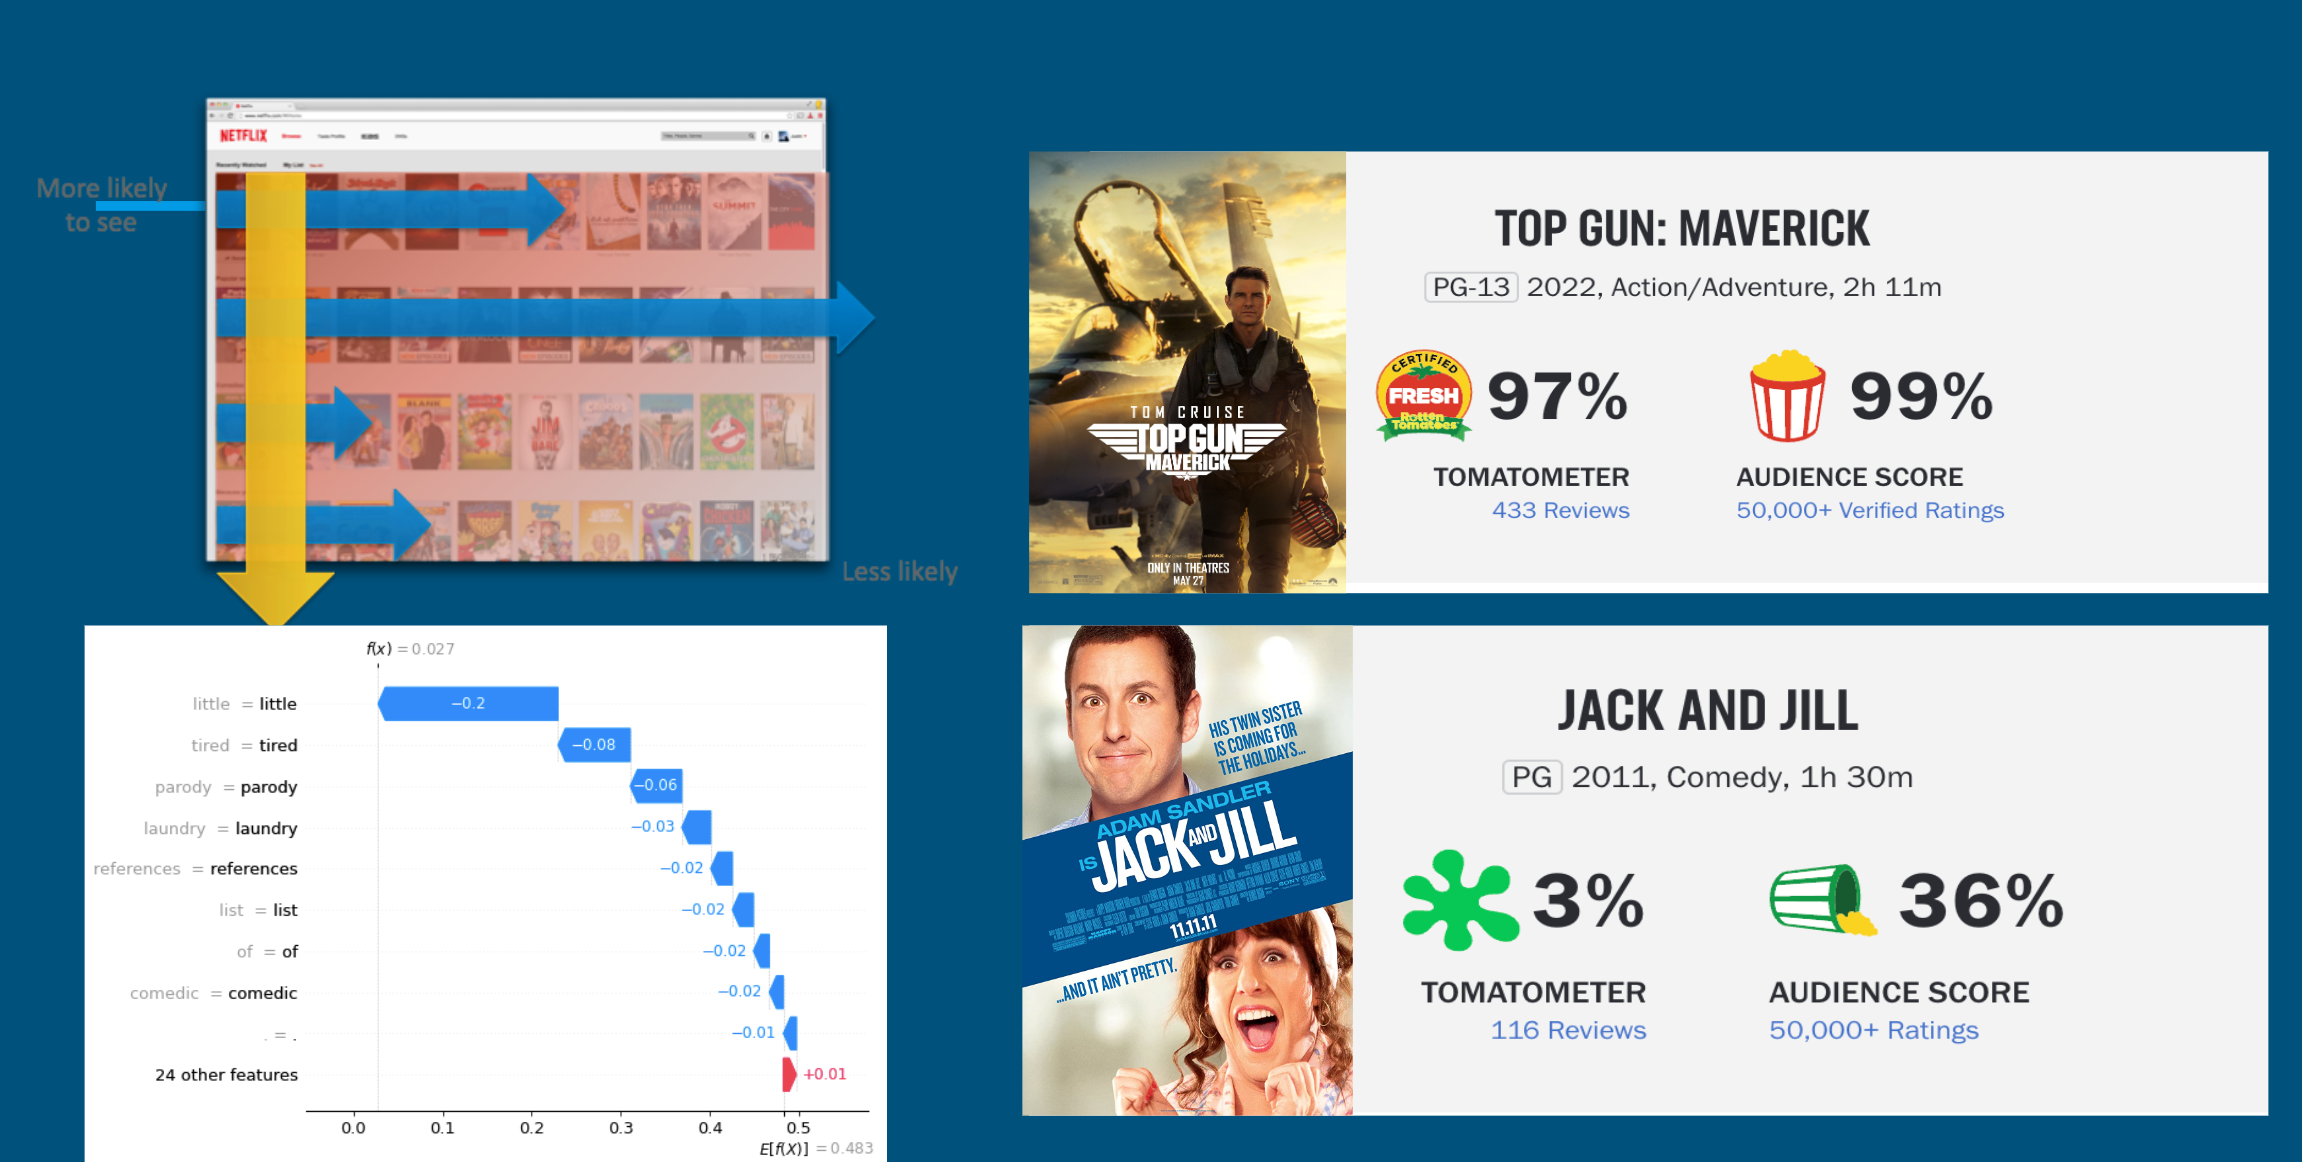 NETFLIX
Recently Watched
My List
More likely
to see
SUMMIT
BLANK
Less likely
f(x) = 0.027
little = little
−0.2
tired = tired
−0.08
parody = parody
−0.06
laundry = laundry
−0.03
references = references
−0.02
list = list
−0.02
of = of
−0.02
comedic = comedic
−0.02
. = .
−0.01
24 other features
+0.01
0.0 0.1 0.2 0.3 0.4 0.5
E[f(X)] = 0.483
TOM CRUISE
TOPGUN
MAVERICK
ONLY IN THEATRES
MAY 27
TOP GUN: MAVERICK
PG-13 2022, Action/Adventure, 2h 11m
CERTIFIED
FRESH
Rotten
Tomatoes
97%
99%
TOMATOMETER
AUDIENCE SCORE
433 Reviews
50,000+ Verified Ratings
HIS TWIN SISTER
IS COMING FOR
THE HOLIDAYS...
ADAM SANDLER
IS JACK AND JILL
11.11.11
...AND IT AIN'T PRETTY.
JACK AND JILL
PG 2011, Comedy, 1h 30m
3%
36%
TOMATOMETER
AUDIENCE SCORE
116 Reviews
50,000+ Ratings